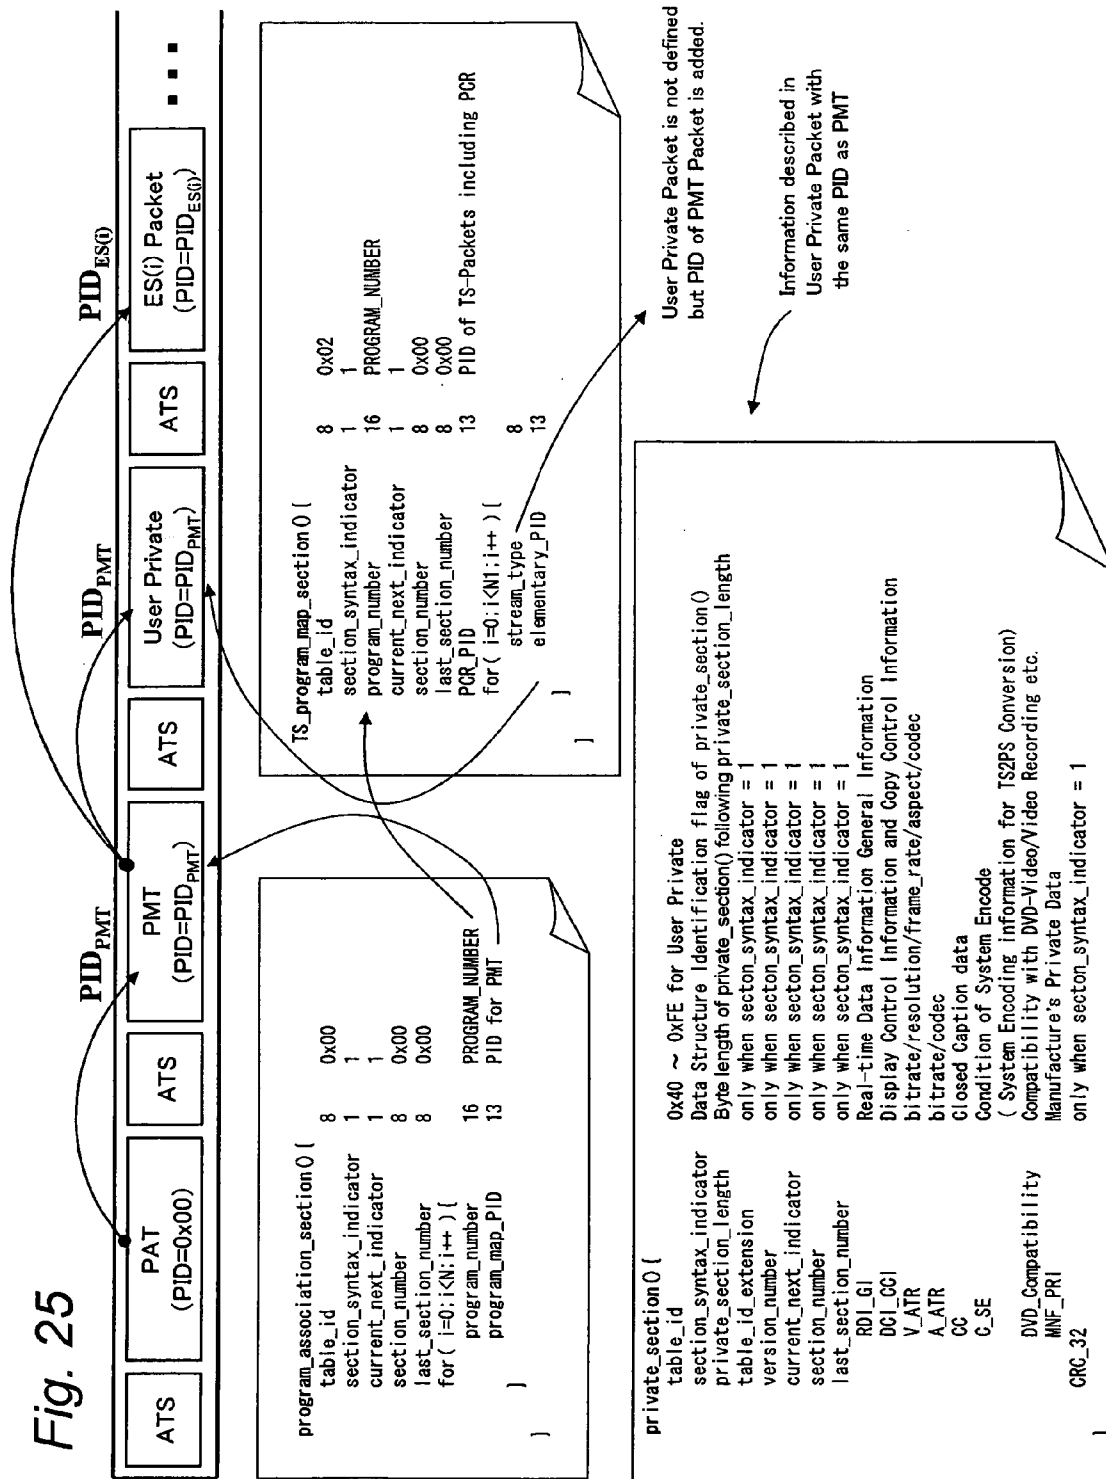 Fig. 25
PID_PMT
PID_PMT
PID_ES(i)
ATS
PAT
(PID=0x00)
ATS
PMT
(PID=PID_PMT)
ATS
User Private
(PID=PID_PMT)
ATS
ES(i) Packet
(PID=PID_ES(i))
...
program_association_section() {
table_id 8 0x00
section_syntax_indicator 1 1
current_next_indicator 1 1
section_number 8 0x00
last_section_number 8 0x00
for( i=0;i<N;i++ ) {
program_number 16 PROGRAM_NUMBER
program_map_PID 13 PID for PMT
}
}
TS_program_map_section() {
table_id 8 0x02
section_syntax_indicator 1 1
program_number 16 PROGRAM_NUMBER
current_next_indicator 1 1
section_number 8 0x00
last_section_number 8 0x00
PCR_PID 13 PID of TS-Packets including PCR
for( i=0;i<N1;i++ ) {
stream_type 8
elementary_PID 13
}
}
User Private Packet is not defined
but PID of PMT Packet is added.
Information described in
User Private Packet with
the same PID as PMT
private_section() {
table_id 0x40 ~ 0xFE for User Private
section_syntax_indicator Data Structure Identification flag of private_section()
private_section_length Byte length of private_section() following private_section_length
table_id_extension only when secton_syntax_indicator = 1
version_number only when secton_syntax_indicator = 1
current_next_indicator only when secton_syntax_indicator = 1
section_number only when secton_syntax_indicator = 1
last_section_number only when secton_syntax_indicator = 1
RDI_GI Real-time Data Information General Information
DCI_CCI Display Control Information and Copy Control Information
V_ATR bitrate/resolution/frame_rate/aspect/codec
A_ATR bitrate/codec
CC Closed Caption data
C_SE Condition of System Encode
( System Encoding information for TS2PS Conversion)
DVD_Compatibility Compatibility with DVD-Video/Video Recording etc.
MNF_PRI Manufacture's Private Data
CRC_32 only when secton_syntax_indicator = 1
}